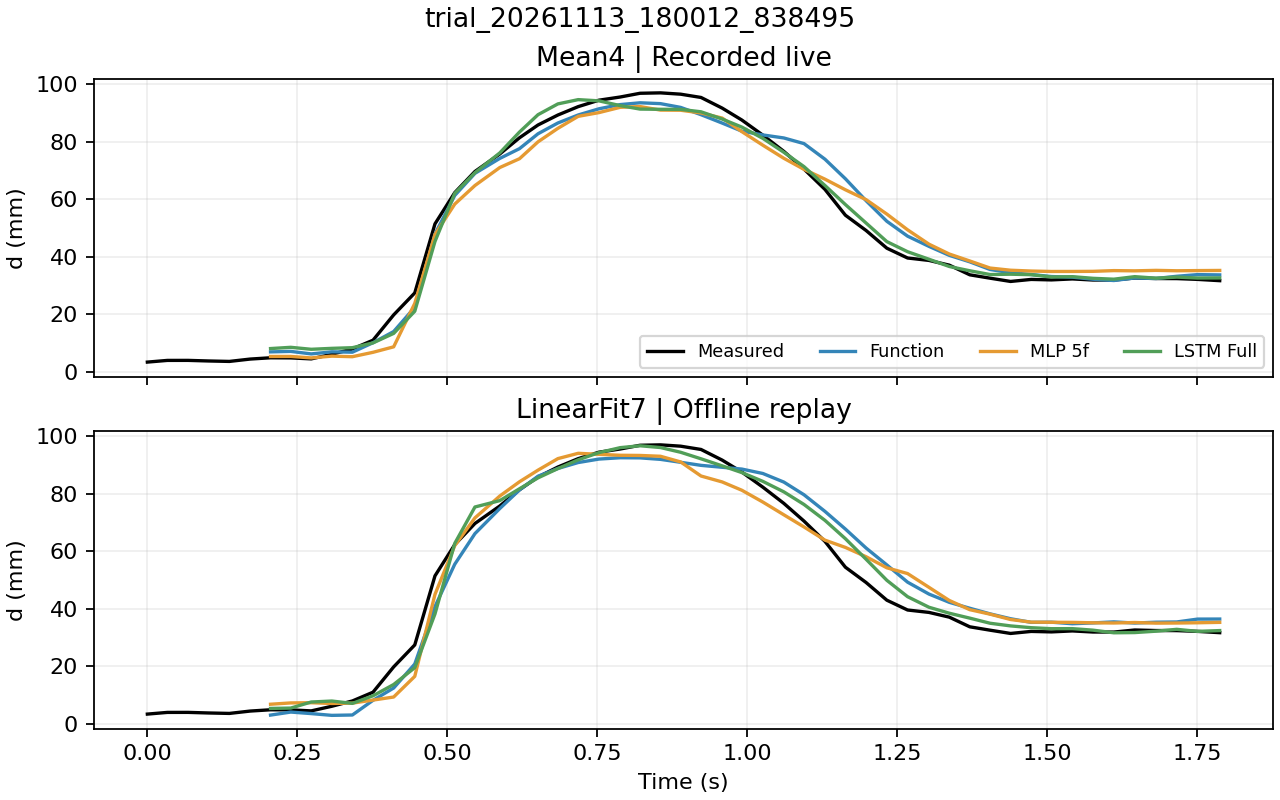 trial_20261113_180012_838495
Mean4 | Recorded live
100
80
60
40
20
0
d (mm)
Measured Function MLP 5f LSTM Full
LinearFit7 | Offline replay
100
80
60
40
20
0
d (mm)
0.00 0.25 0.50 0.75 1.00 1.25 1.50 1.75
Time (s)